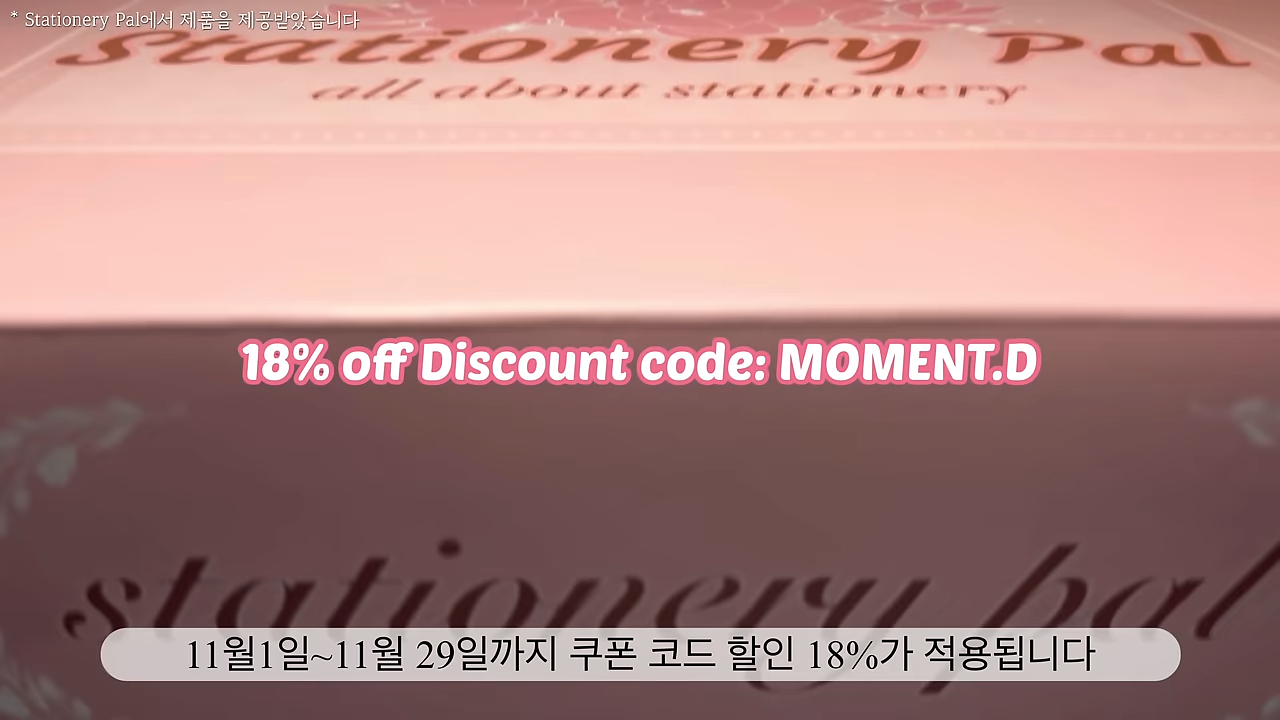 * Stationery Pal에서 제품을 제공받았습니다
Stationery Pal
all about stationery
18% off Discount code: MOMENT.D
stationery pal
11월1일~11월 29일까지 쿠폰 코드 할인 18%가 적용됩니다